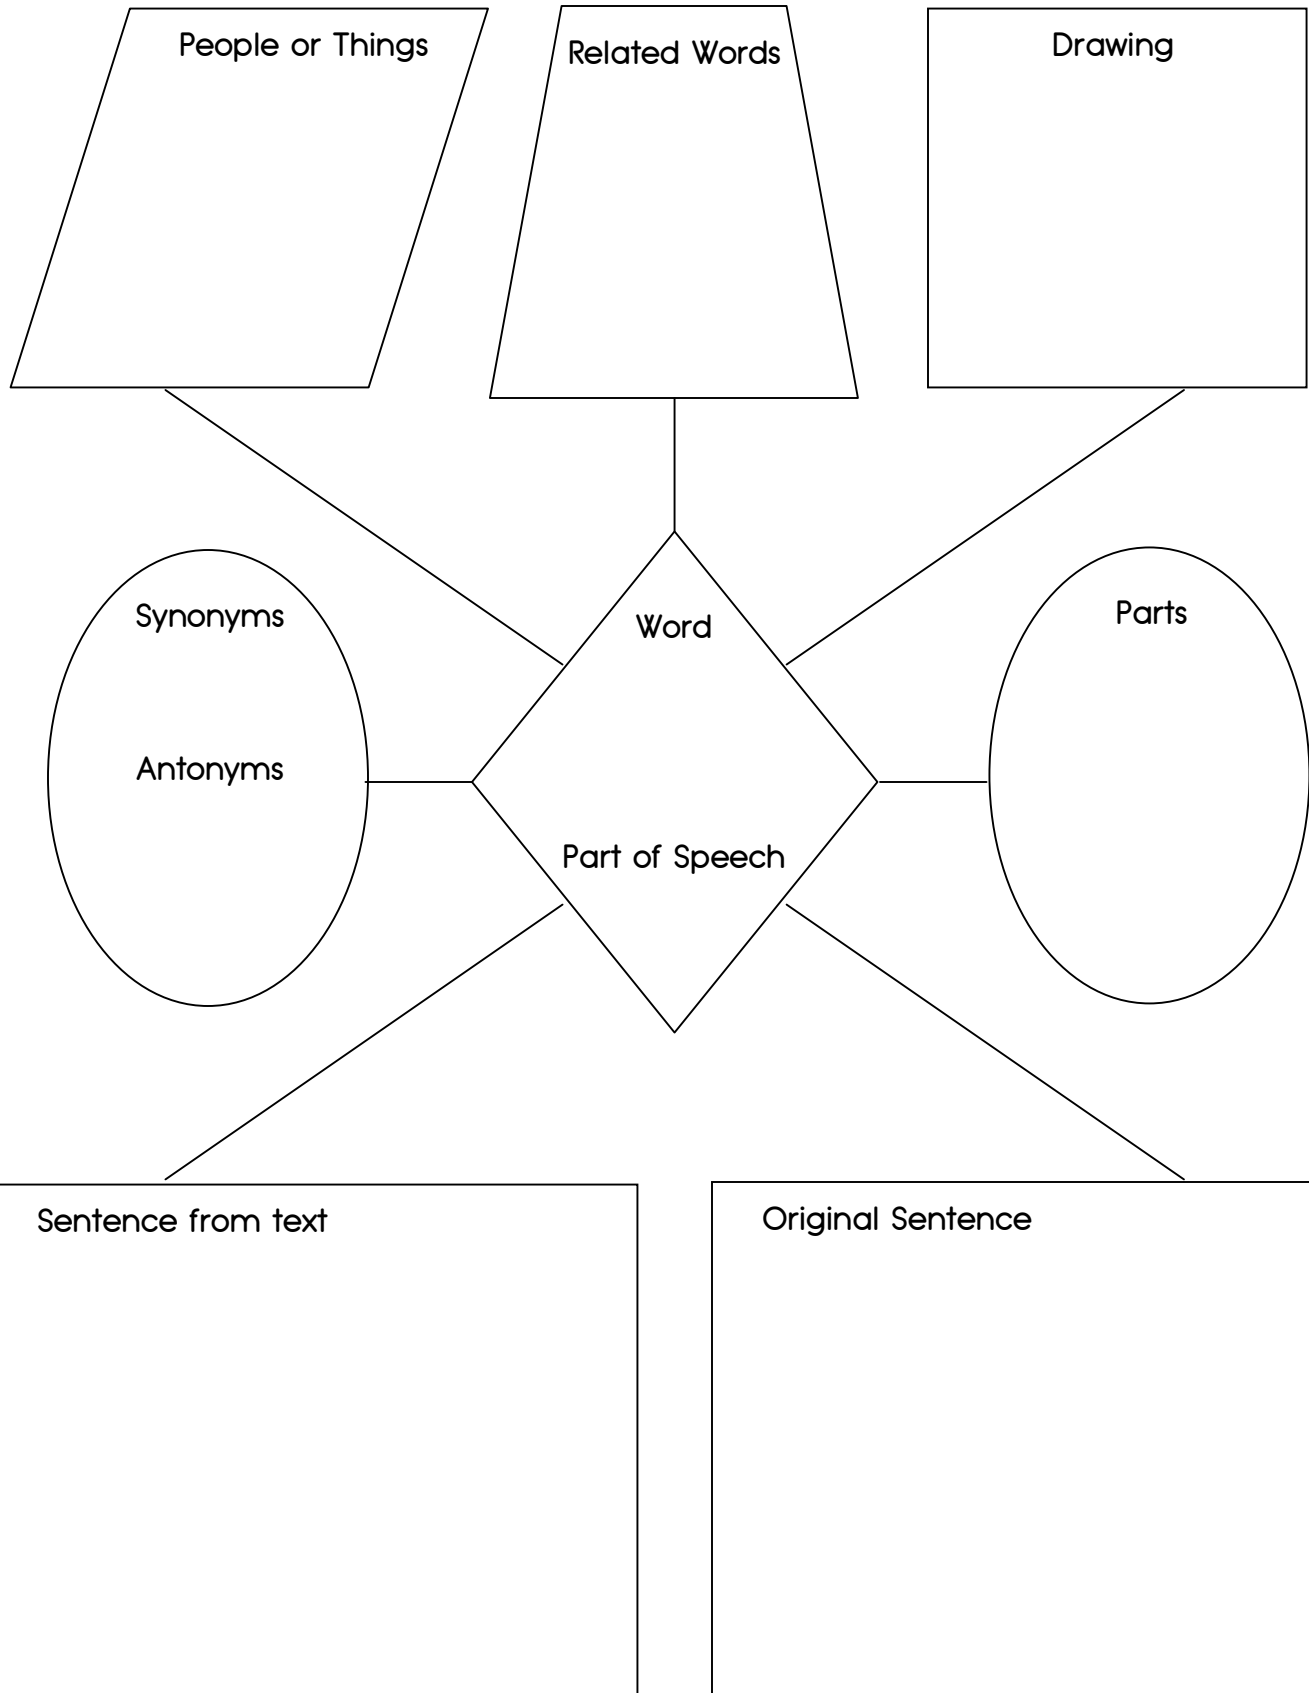 People or Things
Related Words
Drawing
Synonyms
Antonyms
Word
Part of Speech
Parts
Sentence from text
Original Sentence